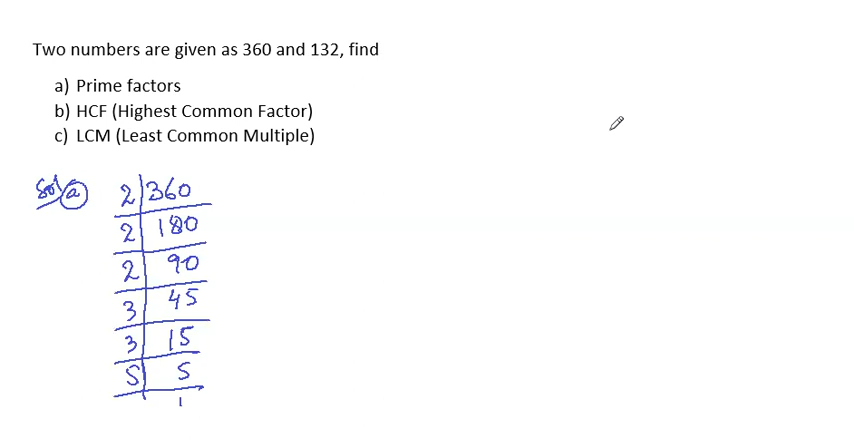 Two numbers are given as 360 and 132, find
a) Prime factors
b) HCF (Highest Common Factor)
c) LCM (Least Common Multiple)
Sol a 2 360
2 180
2 90
3 45
3 15
5 5
1